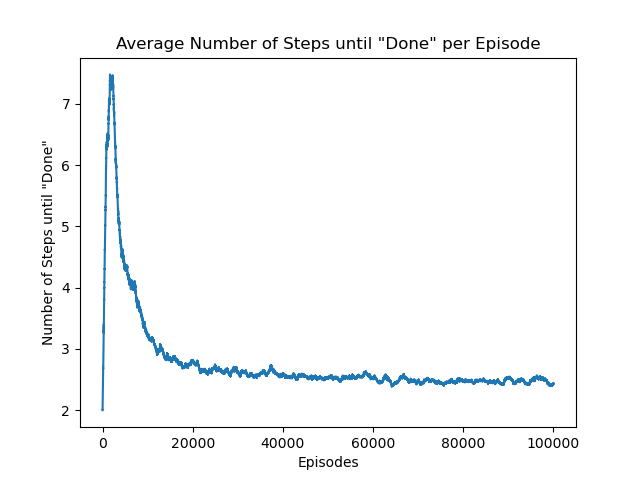 Average Number of Steps until "Done" per Episode
Number of Steps until "Done"
7
6
5
4
3
2
0 20000 40000 60000 80000 100000
Episodes